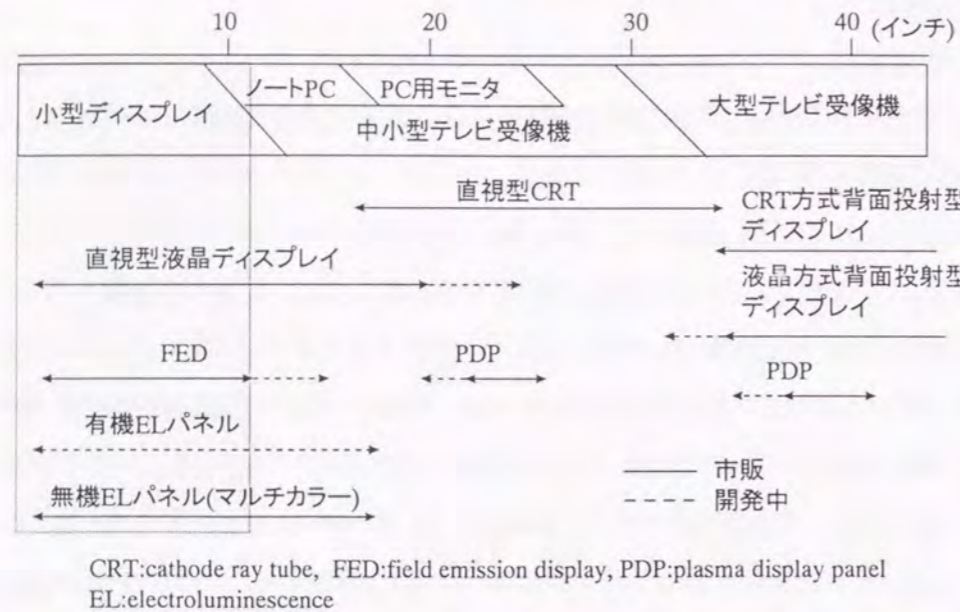 10 20 30 40 (インチ)
小型ディスプレイ
ノートPC
PC用モニタ
中小型テレビ受像機
大型テレビ受像機
直視型CRT
CRT方式背面投射型
ディスプレイ
直視型液晶ディスプレイ
液晶方式背面投射型
ディスプレイ
FED
PDP
PDP
有機ELパネル
市販
開発中
無機ELパネル(マルチカラー)
CRT:cathode ray tube, FED:field emission display, PDP:plasma display panel
EL:electroluminescence